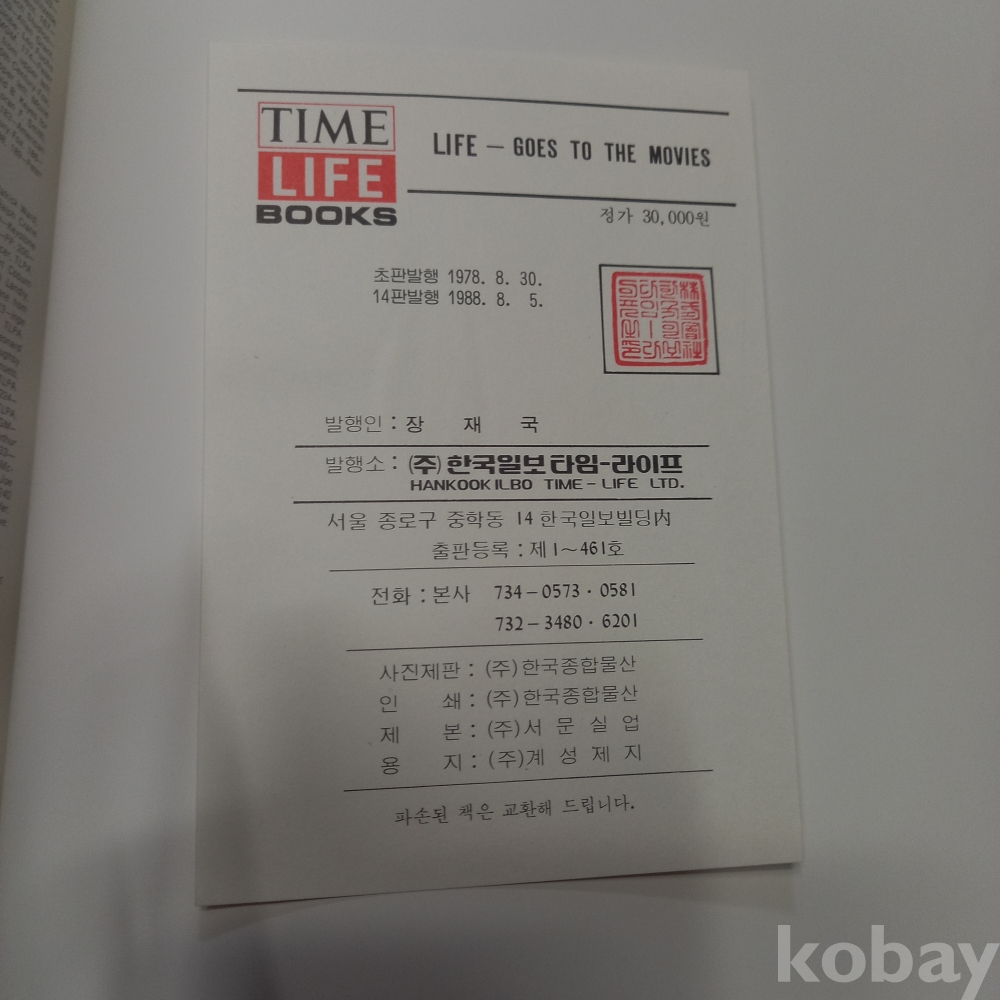 TIME
LIFE
BOOKS
LIFE — GOES TO THE MOVIES
정가 30,000원
초판발행 1978. 8. 30.
14판발행 1988. 8. 5.
발행인 : 장 재 국
발행소 : (주) 한국일보 타임-라이프
HANKOOK ILBO TIME - LIFE LTD.
서울 종로구 중학동 14 한국일보빌딩內
출판등록 : 제 1~461호
전화 : 본사 734-0573 · 0581
732-3480 · 6201
사진제판 : (주) 한국종합물산
인 쇄 : (주) 한국종합물산
제 본 : (주) 서 문 실 업
용 지 : (주) 계 성 제 지
파손된 책은 교환해 드립니다.
kobay